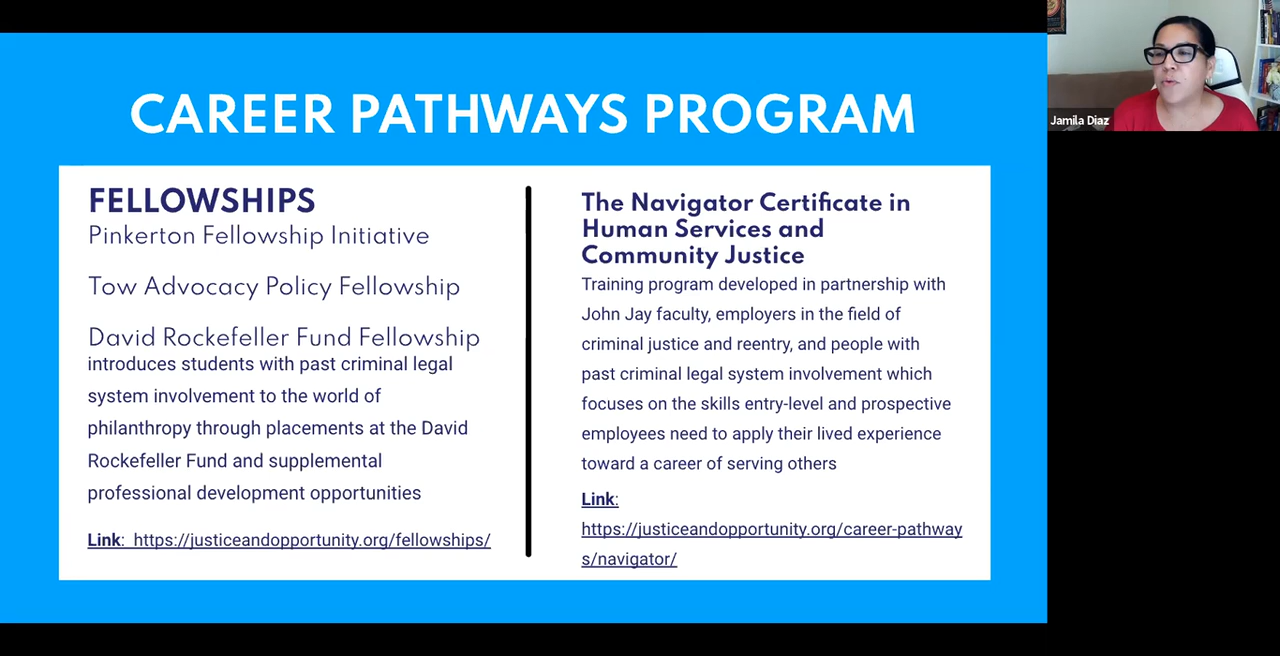 CAREER PATHWAYS PROGRAM
FELLOWSHIPS
Pinkerton Fellowship Initiative
Tow Advocacy Policy Fellowship
David Rockefeller Fund Fellowship
introduces students with past criminal legal
system involvement to the world of
philanthropy through placements at the David
Rockefeller Fund and supplemental
professional development opportunities
Link: https://justiceandopportunity.org/fellowships/
The Navigator Certificate in
Human Services and
Community Justice
Training program developed in partnership with
John Jay faculty, employers in the field of
criminal justice and reentry, and people with
past criminal legal system involvement which
focuses on the skills entry-level and prospective
employees need to apply their lived experience
toward a career of serving others
Link:
https://justiceandopportunity.org/career-pathway
s/navigator/
Jamila Diaz